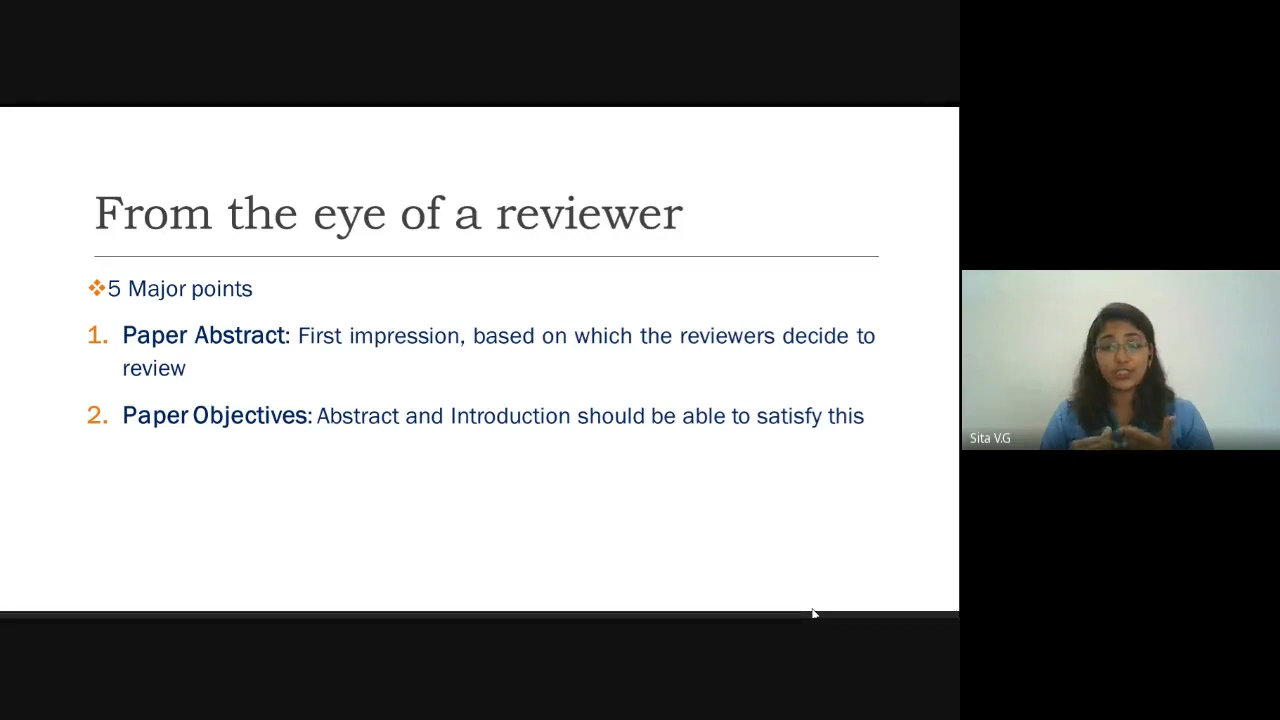 From the eye of a reviewer
❖5 Major points
1. Paper Abstract: First impression, based on which the reviewers decide to
review
2. Paper Objectives: Abstract and Introduction should be able to satisfy this
Sita V.G